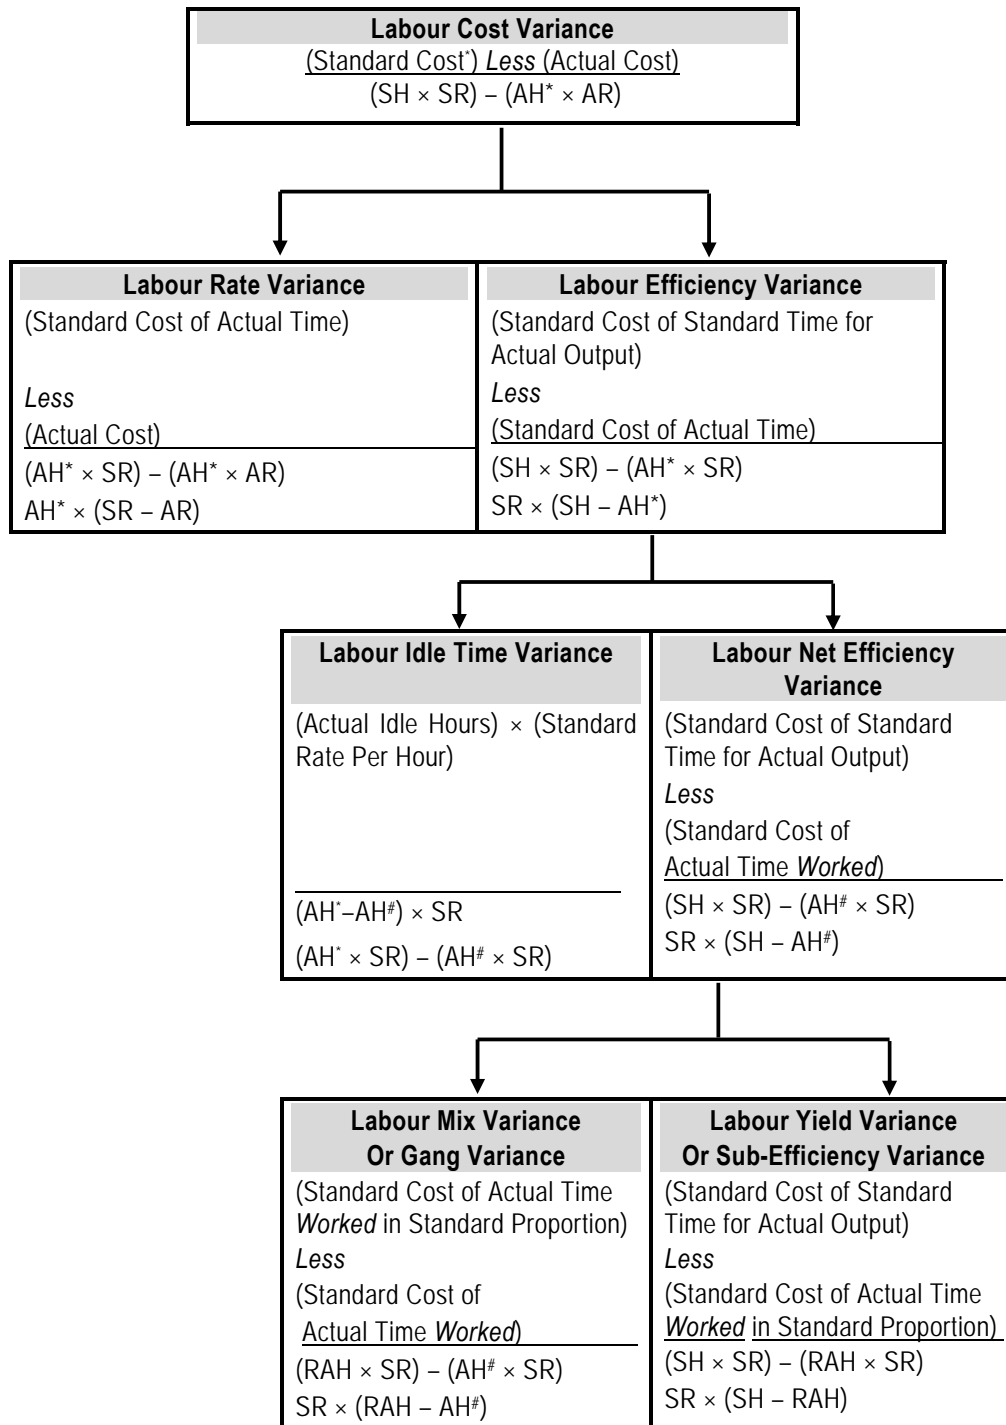 Labour Cost Variance
(Standard Cost*) Less (Actual Cost)
(SH × SR) – (AH* × AR)
Labour Rate Variance
(Standard Cost of Actual Time)
Less
(Actual Cost)
(AH* × SR) – (AH* × AR)
AH* × (SR – AR)
Labour Efficiency Variance
(Standard Cost of Standard Time for
Actual Output)
Less
(Standard Cost of Actual Time)
(SH × SR) – (AH* × SR)
SR × (SH – AH*)
Labour Idle Time Variance
(Actual Idle Hours) × (Standard
Rate Per Hour)
(AH*–AH#) × SR
(AH* × SR) – (AH# × SR)
Labour Net Efficiency
Variance
(Standard Cost of Standard
Time for Actual Output)
Less
(Standard Cost of
Actual Time Worked)
(SH × SR) – (AH# × SR)
SR × (SH – AH#)
Labour Mix Variance
Or Gang Variance
(Standard Cost of Actual Time
Worked in Standard Proportion)
Less
(Standard Cost of
Actual Time Worked)
(RAH × SR) – (AH# × SR)
SR × (RAH – AH#)
Labour Yield Variance
Or Sub-Efficiency Variance
(Standard Cost of Standard
Time for Actual Output)
Less
(Standard Cost of Actual Time
Worked in Standard Proportion)
(SH × SR) – (RAH × SR)
SR × (SH – RAH)